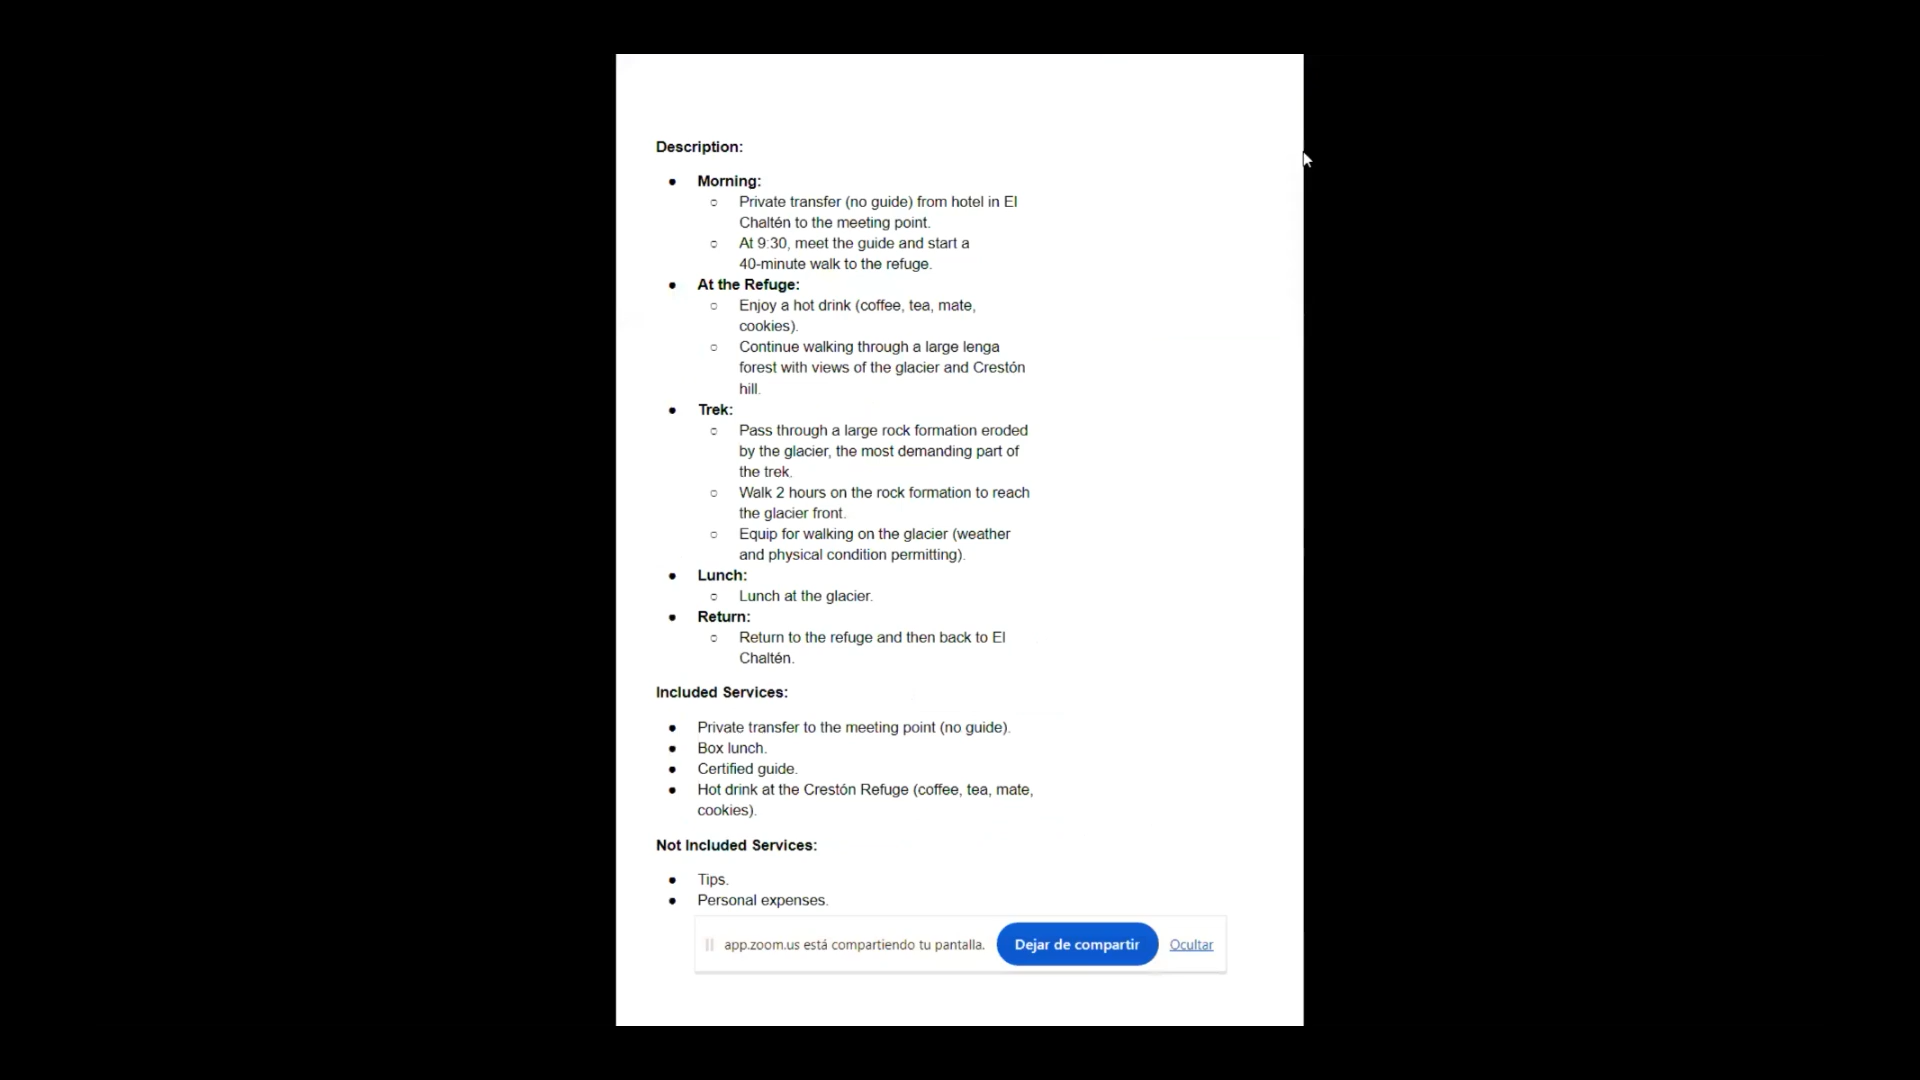 Description:
● Morning:
○ Private transfer (no guide) from hotel in El
Chaltén to the meeting point.
○ At 9:30, meet the guide and start a
40-minute walk to the refuge.
● At the Refuge:
○ Enjoy a hot drink (coffee, tea, mate,
cookies).
○ Continue walking through a large lenga
forest with views of the glacier and Crestón
hill.
● Trek:
○ Pass through a large rock formation eroded
by the glacier, the most demanding part of
the trek.
○ Walk 2 hours on the rock formation to reach
the glacier front.
○ Equip for walking on the glacier (weather
and physical condition permitting).
● Lunch:
○ Lunch at the glacier.
● Return:
○ Return to the refuge and then back to El
Chaltén.
Included Services:
● Private transfer to the meeting point (no guide).
● Box lunch.
● Certified guide.
● Hot drink at the Crestón Refuge (coffee, tea, mate,
cookies).
Not Included Services:
● Tips.
● Personal expenses.
app.zoom.us está compartiendo tu pantalla. Dejar de compartir Ocultar